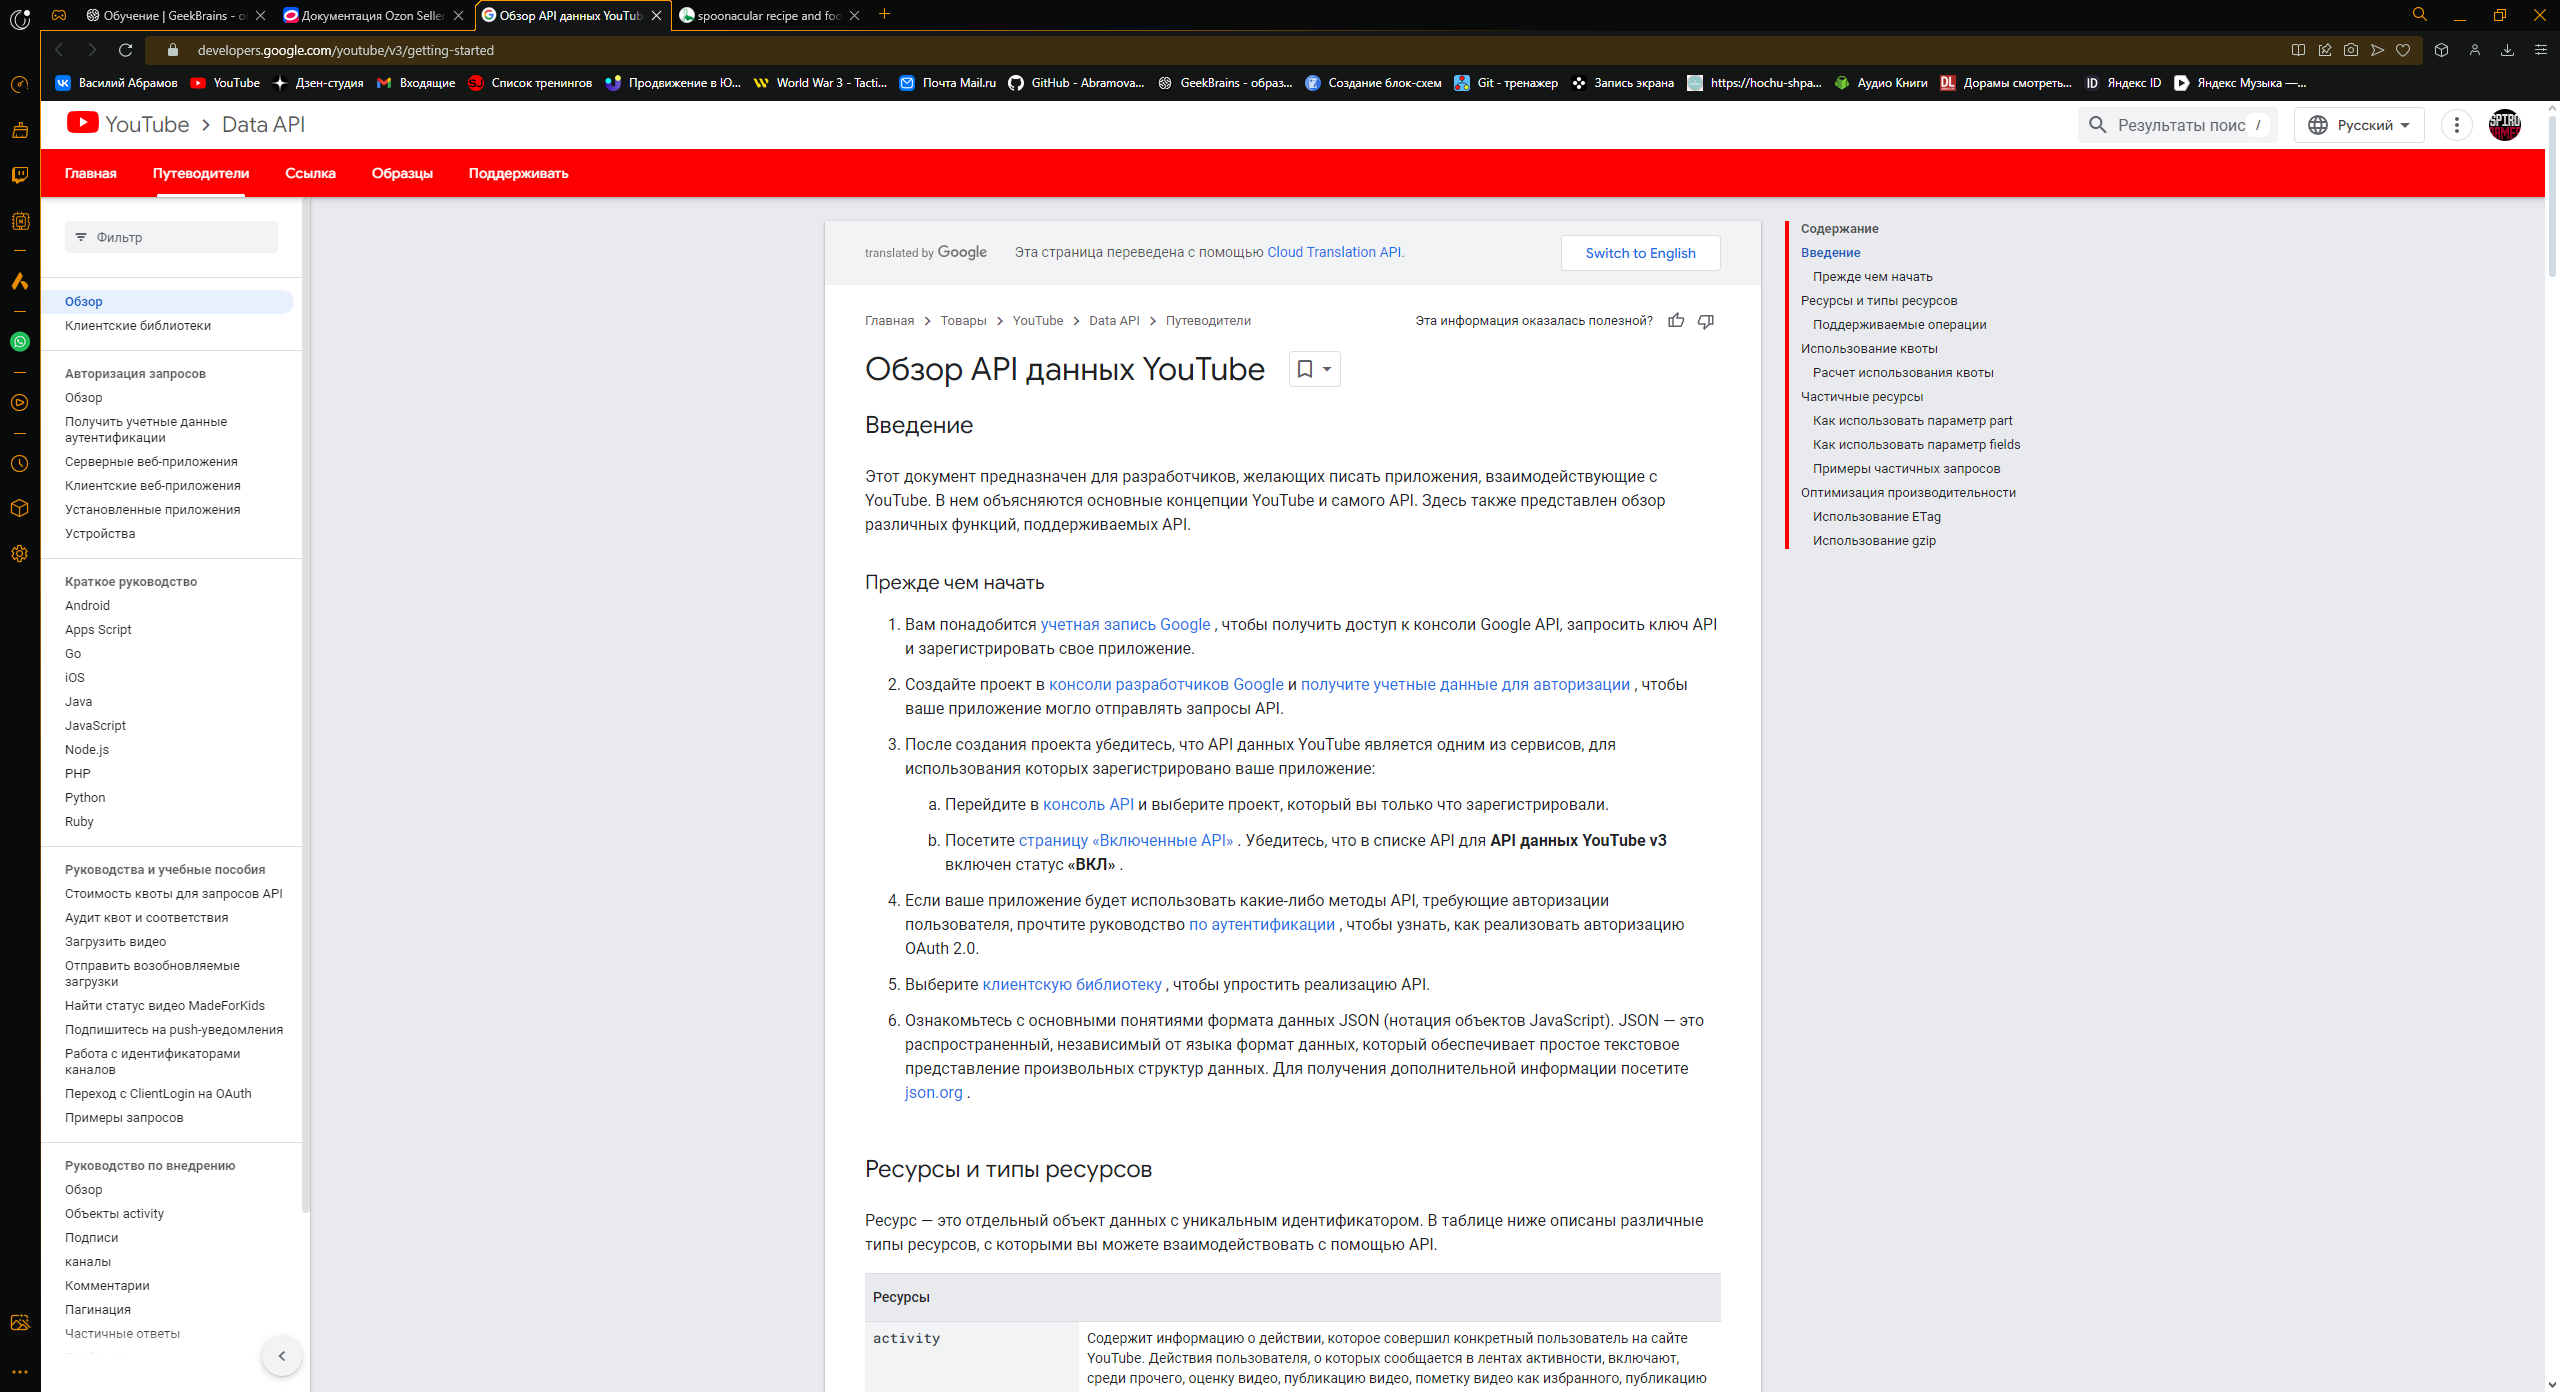 Обучение | GeekBrains - о
Документация Ozon Seller
Обзор API данных YouTub
spoonacular recipe and foo
developers.google.com/youtube/v3/getting-started
Василий Абрамов
YouTube
Дзен-студия
Входящие
Список тренингов
Продвижение в Ю...
World War 3 - Tacti...
Почта Mail.ru
GitHub - Abramova...
GeekBrains - образ...
Создание блок-схем
Git - тренажер
Запись экрана
https://hochu-shpa...
Аудио Книги
Дорамы смотреть...
Яндекс ID
Яндекс Музыка —...
YouTube > Data API
Результаты поис /
Русский
Главная
Путеводители
Ссылка
Образцы
Поддерживать
Фильтр
Обзор
Клиентские библиотеки
Авторизация запросов
Обзор
Получить учетные данные
аутентификации
Серверные веб-приложения
Клиентские веб-приложения
Установленные приложения
Устройства
Краткое руководство
Android
Apps Script
Go
iOS
Java
JavaScript
Node.js
PHP
Python
Ruby
Руководства и учебные пособия
Стоимость квоты для запросов API
Аудит квот и соответствия
Загрузить видео
Отправить возобновляемые
загрузки
Найти статус видео MadeForKids
Подпишитесь на push-уведомления
Работа с идентификаторами
каналов
Переход с ClientLogin на OAuth
Примеры запросов
Руководство по внедрению
Обзор
Объекты activity
Подписи
каналы
Комментарии
Пагинация
Частичные ответы
translated by Google
Эта страница переведена с помощью Cloud Translation API.
Switch to English
Главная > Товары > YouTube > Data API > Путеводители
Эта информация оказалась полезной?
Обзор API данных YouTube
Введение
Этот документ предназначен для разработчиков, желающих писать приложения, взаимодействующие с
YouTube. В нем объясняются основные концепции YouTube и самого API. Здесь также представлен обзор
различных функций, поддерживаемых API.
Прежде чем начать
1. Вам понадобится учетная запись Google , чтобы получить доступ к консоли Google API, запросить ключ API
и зарегистрировать свое приложение.
2. Создайте проект в консоли разработчиков Google и получите учетные данные для авторизации , чтобы
ваше приложение могло отправлять запросы API.
3. После создания проекта убедитесь, что API данных YouTube является одним из сервисов, для
использования которых зарегистрировано ваше приложение:
a. Перейдите в консоль API и выберите проект, который вы только что зарегистрировали.
b. Посетите страницу «Включенные API» . Убедитесь, что в списке API для API данных YouTube v3
включен статус «ВКЛ» .
4. Если ваше приложение будет использовать какие-либо методы API, требующие авторизации
пользователя, прочтите руководство по аутентификации , чтобы узнать, как реализовать авторизацию
OAuth 2.0.
5. Выберите клиентскую библиотеку , чтобы упростить реализацию API.
6. Ознакомьтесь с основными понятиями формата данных JSON (нотация объектов JavaScript). JSON — это
распространенный, независимый от языка формат данных, который обеспечивает простое текстовое
представление произвольных структур данных. Для получения дополнительной информации посетите
json.org .
Ресурсы и типы ресурсов
Ресурс — это отдельный объект данных с уникальным идентификатором. В таблице ниже описаны различные
типы ресурсов, с которыми вы можете взаимодействовать с помощью API.
Ресурсы
activity
Содержит информацию о действии, которое совершил конкретный пользователь на сайте
YouTube. Действия пользователя, о которых сообщается в лентах активности, включают,
среди прочего, оценку видео, публикацию видео, пометку видео как избранного, публикацию
Содержание
Введение
Прежде чем начать
Ресурсы и типы ресурсов
Поддерживаемые операции
Использование квоты
Расчет использования квоты
Частичные ресурсы
Как использовать параметр part
Как использовать параметр fields
Примеры частичных запросов
Оптимизация производительности
Использование ETag
Использование gzip